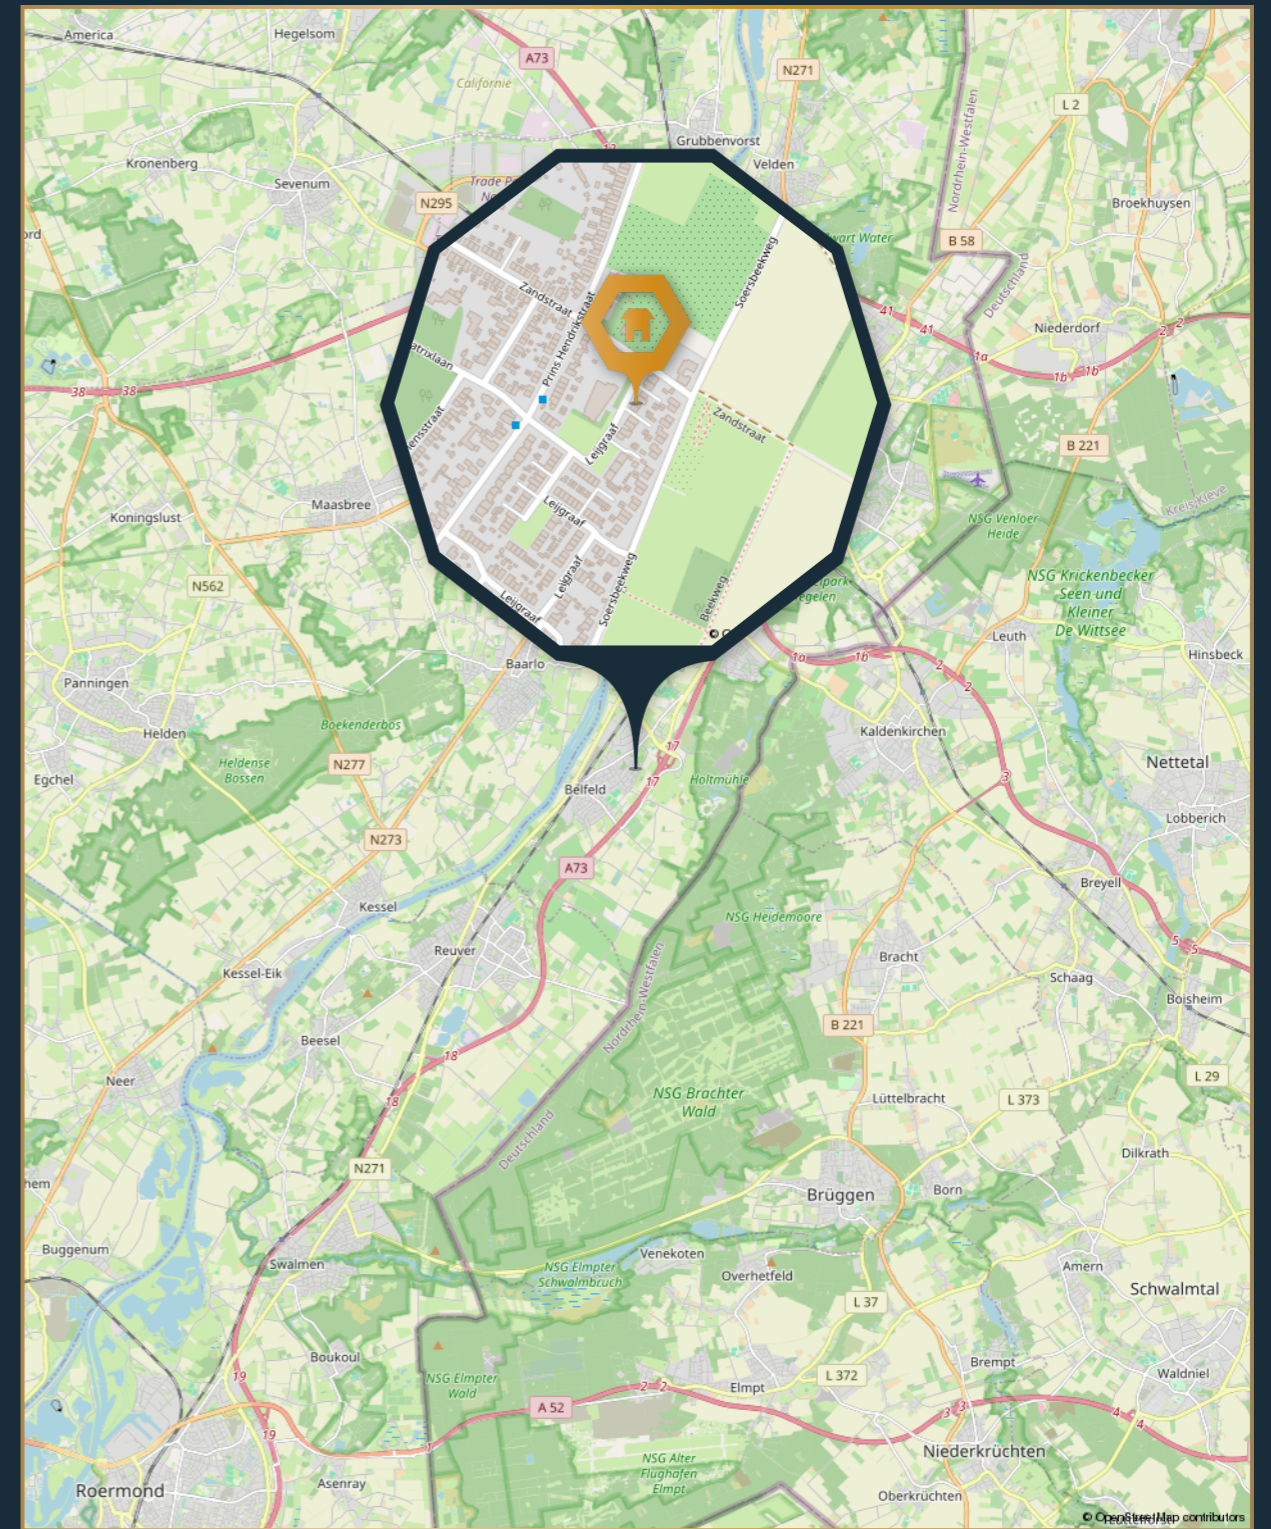 America
Hegelsom
A73
N271
Californie
L 2
Nordrhein-Westfalen
Grubbenvorst
Velden
Kronenberg
Sevenum
N295
Broekhuysen
B 58
Deutschland
41
41
Niederdorf
2
2
1a
1b
1b
38
38
Zandstraat
Prins Hendrikstraat
Soersbeekweg
Zandstraat
Leijgraaf
Leijgraaf
Leijgraaf
Leijgraaf
Soersbeekweg
Beekweg
B 221
Maasbree
Koningslust
Kreis Kleve
NSG Venloer
Heide
N562
NSG Krickenbecker
Seen und
Kleiner
De Wittsee
Leuth
Hinsbeck
Baarlo
1a
1b
2
2
Panningen
Helden
Boekenderbos
Kaldenkirchen
Heldense
Bossen
N277
17
17
Holtmühle
Egchel
Belfeld
3
Nettetal
Lobberich
N273
A73
Breyell
Kessel
NSG Heidemoore
Reuver
Kessel-Eik
Bracht
5
5
Schaag
Boisheim
Nordrhein-Westfalen
Beesel
B 221
18
Neer
18
NSG Brachter
Wald
Lüttelbracht
L 373
L 29
Deutschland
N271
Dilkrath
Brüggen
Born
Buggenum
Swalmen
NSG Elmpter
Schwalmbruch
Venekoten
Overhetfeld
Amern
Schwalmtal
L 37
Boukoul
NSG Elmpter
Wald
L 372
Brempt
Waldniel
19
2
2
Elmpt
A 52
3
3
4
4
19
1
Niederkrüchten
NSG Alter
Flughafen
Elmpt
Roermond
Asenray
Oberkrüchten
© OpenStreetMap contributors